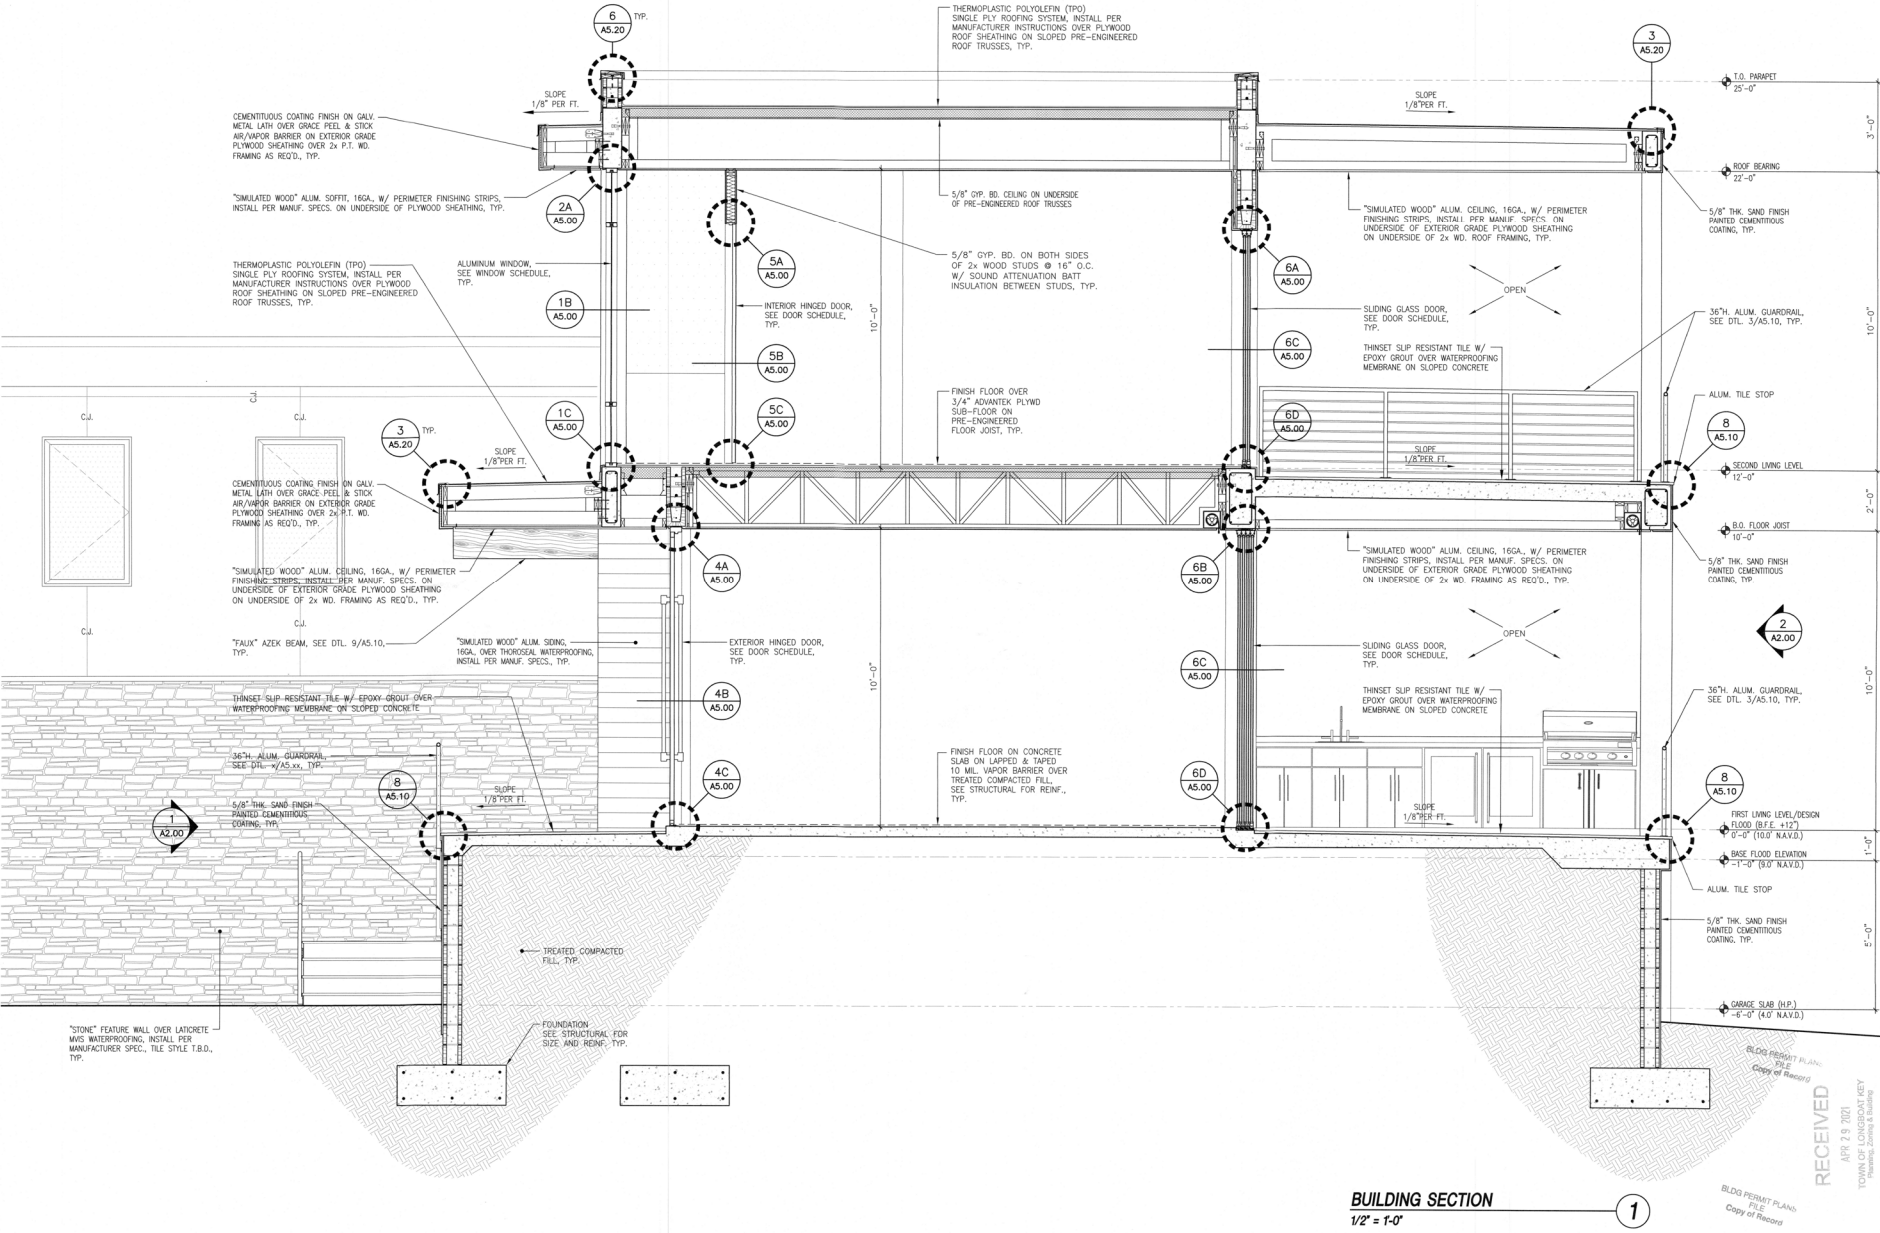 6
A5.20
TYP.
THERMOPLASTIC POLYOLEFIN (TPO)
SINGLE PLY ROOFING SYSTEM, INSTALL PER
MANUFACTURER INSTRUCTIONS OVER PLYWOOD
ROOF SHEATHING ON SLOPED PRE-ENGINEERED
ROOF TRUSSES, TYP.
3
A5.20
T.O. PARAPET
25'-0"
SLOPE
1/8" PER FT.
SLOPE
1/8"PER FT.
3'-0"
CEMENTITUOUS COATING FINISH ON GALV.
METAL LATH OVER GRACE PEEL & STICK
AIR/VAPOR BARRIER ON EXTERIOR GRADE
PLYWOOD SHEATHING OVER 2x P.T. WD.
FRAMING AS REQ'D., TYP.
ROOF BEARING
22'-0"
"SIMULATED WOOD" ALUM. SOFFIT, 16GA., W/ PERIMETER FINISHING STRIPS,
INSTALL PER MANUF. SPECS. ON UNDERSIDE OF PLYWOOD SHEATHING, TYP.
2A
A5.00
5/8" GYP. BD. CEILING ON UNDERSIDE
OF PRE-ENGINEERED ROOF TRUSSES
"SIMULATED WOOD" ALUM. CEILING, 16GA., W/ PERIMETER
FINISHING STRIPS, INSTALL PER MANUF. SPECS. ON
UNDERSIDE OF EXTERIOR GRADE PLYWOOD SHEATHING
ON UNDERSIDE OF 2x WD. ROOF FRAMING, TYP.
5/8" THK. SAND FINISH
PAINTED CEMENTITIOUS
COATING, TYP.
THERMOPLASTIC POLYOLEFIN (TPO)
SINGLE PLY ROOFING SYSTEM, INSTALL PER
MANUFACTURER INSTRUCTIONS OVER PLYWOOD
ROOF SHEATHING ON SLOPED PRE-ENGINEERED
ROOF TRUSSES, TYP.
ALUMINUM WINDOW,
SEE WINDOW SCHEDULE,
TYP.
5A
A5.00
5/8" GYP. BD. ON BOTH SIDES
OF 2x WOOD STUDS @ 16" O.C.
W/ SOUND ATTENUATION BATT
INSULATION BETWEEN STUDS, TYP.
6A
A5.00
OPEN
1B
A5.00
INTERIOR HINGED DOOR,
SEE DOOR SCHEDULE,
TYP.
10'-0"
SLIDING GLASS DOOR,
SEE DOOR SCHEDULE,
TYP.
36"H. ALUM. GUARDRAIL,
SEE DTL. 3/A5.10, TYP.
10'-0"
5B
A5.00
6C
A5.00
THINSET SLIP RESISTANT TILE W/
EPOXY GROUT OVER WATERPROOFING
MEMBRANE ON SLOPED CONCRETE
C.J.
C.J.
C.J.
1C
A5.00
5C
A5.00
FINISH FLOOR OVER
3/4" ADVANTEK PLYWD
SUB-FLOOR ON
PRE-ENGINEERED
FLOOR JOIST, TYP.
6D
A5.00
ALUM. TILE STOP
8
A5.10
3
A5.20
TYP.
SLOPE
1/8"PER FT.
SLOPE
1/8"PER FT.
SECOND LIVING LEVEL
12'-0"
CEMENTITUOUS COATING FINISH ON GALV.
METAL LATH OVER GRACE PEEL & STICK
AIR/VAPOR BARRIER ON EXTERIOR GRADE
PLYWOOD SHEATHING OVER 2x P.T. WD.
FRAMING AS REQ'D., TYP.
2'-0"
B.O. FLOOR JOIST
10'-0"
"SIMULATED WOOD" ALUM. CEILING, 16GA., W/ PERIMETER
FINISHING STRIPS, INSTALL PER MANUF. SPECS. ON
UNDERSIDE OF EXTERIOR GRADE PLYWOOD SHEATHING
ON UNDERSIDE OF 2x WD. FRAMING AS REQ'D., TYP.
4A
A5.00
6B
A5.00
"SIMULATED WOOD" ALUM. CEILING, 16GA., W/ PERIMETER
FINISHING STRIPS, INSTALL PER MANUF. SPECS. ON
UNDERSIDE OF EXTERIOR GRADE PLYWOOD SHEATHING
ON UNDERSIDE OF 2x WD. FRAMING AS REQ'D., TYP.
5/8" THK. SAND FINISH
PAINTED CEMENTITIOUS
COATING, TYP.
C.J.
C.J.
"FAUX" AZEK BEAM, SEE DTL. 9/A5.10,
TYP.
"SIMULATED WOOD" ALUM. SIDING,
16GA., OVER THOROSEAL WATERPROOFING,
INSTALL PER MANUF. SPECS., TYP.
EXTERIOR HINGED DOOR,
SEE DOOR SCHEDULE,
TYP.
10'-0"
OPEN
2
A2.00
SLIDING GLASS DOOR,
SEE DOOR SCHEDULE,
TYP.
6C
A5.00
10'-0"
THINSET SLIP RESISTANT TILE W/ EPOXY GROUT OVER
WATERPROOFING MEMBRANE ON SLOPED CONCRETE
4B
A5.00
THINSET SLIP RESISTANT TILE W/
EPOXY GROUT OVER WATERPROOFING
MEMBRANE ON SLOPED CONCRETE
36"H. ALUM. GUARDRAIL,
SEE DTL. 3/A5.10, TYP.
36"H. ALUM. GUARDRAIL,
SEE DTL. x/A5.xx, TYP.
FINISH FLOOR ON CONCRETE
SLAB ON LAPPED & TAPED
10 MIL. VAPOR BARRIER OVER
TREATED COMPACTED FILL,
SEE STRUCTURAL FOR REINF.,
TYP.
8
A5.10
4C
A5.00
6D
A5.00
8
A5.10
SLOPE
1/8"PER FT.
SLOPE
1/8"PER FT.
5/8" THK. SAND FINISH
PAINTED CEMENTITIOUS
COATING, TYP.
1
A2.00
FIRST LIVING LEVEL/DESIGN
FLOOD (B.F.E. +12")
0'-0" (10.0' N.A.V.D.)
1'-0"
BASE FLOOD ELEVATION
-1'-0" (9.0' N.A.V.D.)
ALUM. TILE STOP
5/8" THK. SAND FINISH
PAINTED CEMENTITIOUS
COATING, TYP.
5'-0"
TREATED COMPACTED
FILL, TYP.
GARAGE SLAB (H.P.)
-6'-0" (4.0' N.A.V.D.)
"STONE" FEATURE WALL OVER LATICRETE
MVIS WATERPROOFING, INSTALL PER
MANUFACTURER SPEC., TILE STYLE T.B.D.,
TYP.
FOUNDATION
SEE STRUCTURAL FOR
SIZE AND REINF. TYP.
BLDG PERMIT PLANS
FILE
Copy of Record
RECEIVED
APR 29 2021
TOWN OF LONGBOAT KEY
Planning, Zoning & Building
BLDG PERMIT PLANS
FILE
Copy of Record
BUILDING SECTION
1/2" = 1'-0"
1